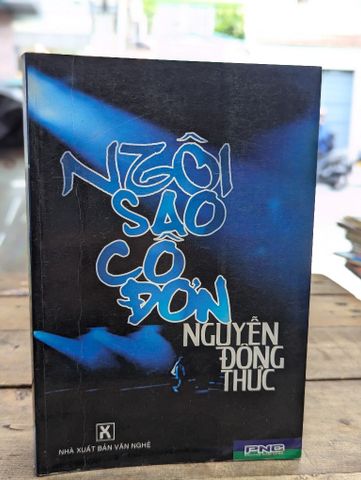 NGÔI
SAO
CÔ
ĐƠN
NGUYỄN
ĐÔNG
THỨC
X
NHÀ XUẤT BẢN VĂN NGHỆ
PNC